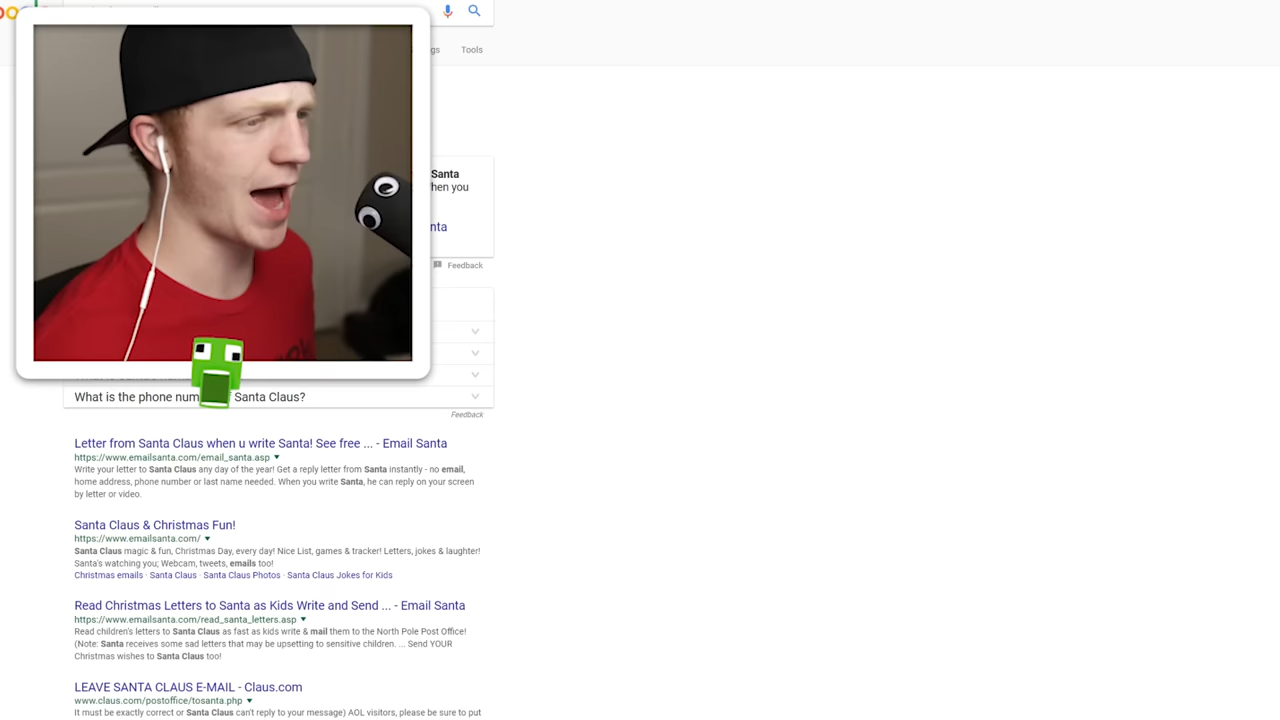 gs Tools
Santa
hen you
nta
Feedback
What is the phone num Santa Claus?
Feedback
Letter from Santa Claus when u write Santa! See free ... - Email Santa
https://www.emailsanta.com/email_santa.asp
Write your letter to Santa Claus any day of the year! Get a reply letter from Santa instantly - no email,
home address, phone number or last name needed. When you write Santa, he can reply on your screen
by letter or video.
Santa Claus & Christmas Fun!
https://www.emailsanta.com/
Santa Claus magic & fun, Christmas Day, every day! Nice List, games & tracker! Letters, jokes & laughter!
Santa's watching you; Webcam, tweets, emails too!
Christmas emails · Santa Claus · Santa Claus Photos · Santa Claus Jokes for Kids
Read Christmas Letters to Santa as Kids Write and Send ... - Email Santa
https://www.emailsanta.com/read_santa_letters.asp
Read children's letters to Santa Claus as fast as kids write & mail them to the North Pole Post Office!
(Note: Santa receives some sad letters that may be upsetting to sensitive children. ... Send YOUR
Christmas wishes to Santa Claus too!
LEAVE SANTA CLAUS E-MAIL - Claus.com
www.claus.com/postoffice/tosanta.php
It must be exactly correct or Santa Claus can't reply to your message) AOL visitors, please be sure to put